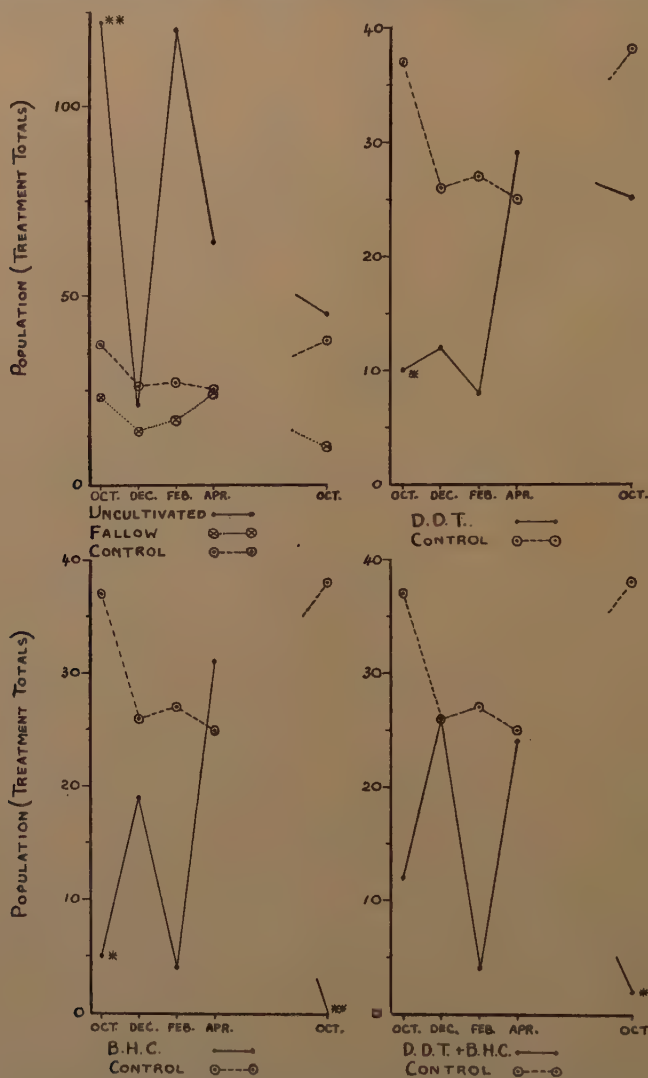 POPULATION (TREATMENT TOTALS)
100
50
0
**
OCT. DEC. FEB. APR. OCT.
UNCULTIVATED
FALLOW
CONTROL
40
30
20
10
0
*
OCT. DEC. FEB. APR. OCT.
D.D.T.
CONTROL
POPULATION (TREATMENT TOTALS)
40
30
20
10
0
*
**
OCT. DEC. FEB. APR. OCT.
B.H.C.
CONTROL
40
30
20
10
0
*
OCT. DEC. FEB. APR. OCT.
D.D.T. + B.H.C.
CONTROL